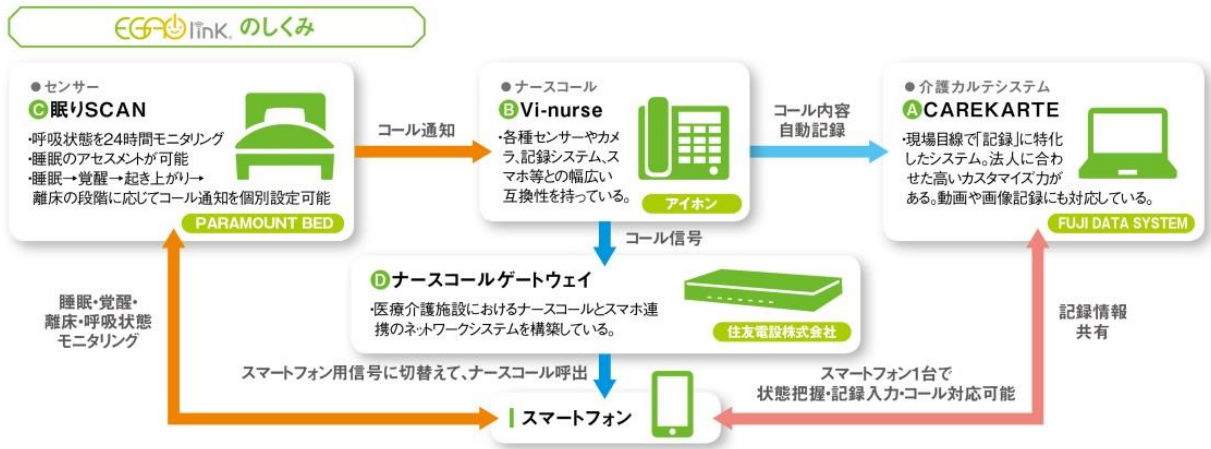 EGAO link. のしくみ
●センサー
C眠りSCAN
・呼吸状態を24時間モニタリング
・睡眠のアセスメントが可能
・睡眠→覚醒→起き上がり→
離床の段階に応じてコール通知を個別設定可能
PARAMOUNT BED
コール通知
●ナースコール
B Vi-nurse
・各種センサーやカメ
ラ、記録システム、ス
マホ等との幅広い
互換性を持っている。
アイホン
コール内容
自動記録
●介護カルテシステム
A CAREKARTE
・現場目線で「記録」に特化
したシステム。法人に合わ
せた高いカスタマイズ力が
ある。動画や画像記録にも対応している。
FUJI DATA SYSTEM
コール信号
Dナースコールゲートウェイ
・医療介護施設におけるナースコールとスマホ連
携のネットワークシステムを構築している。
住友電設株式会社
睡眠・覚醒・
離床・呼吸状態
モニタリング
スマートフォン用信号に切替えて、ナースコール呼出
スマートフォン
スマートフォン1台で
状態把握・記録入力・コール対応可能
記録情報
共有